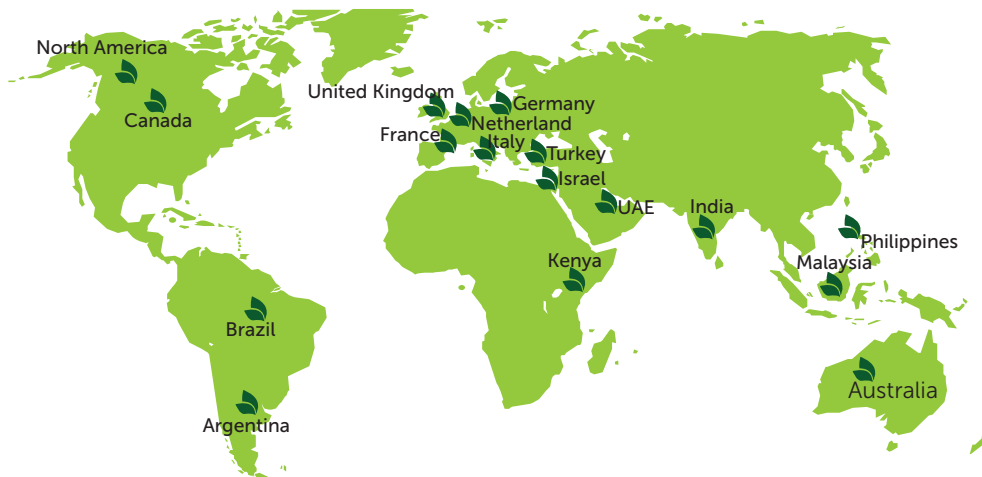 North America
Canada
United Kingdom
Germany
Netherland
France
Italy
Turkey
Israel
UAE
India
Philippines
Malaysia
Kenya
Brazil
Australia
Argentina